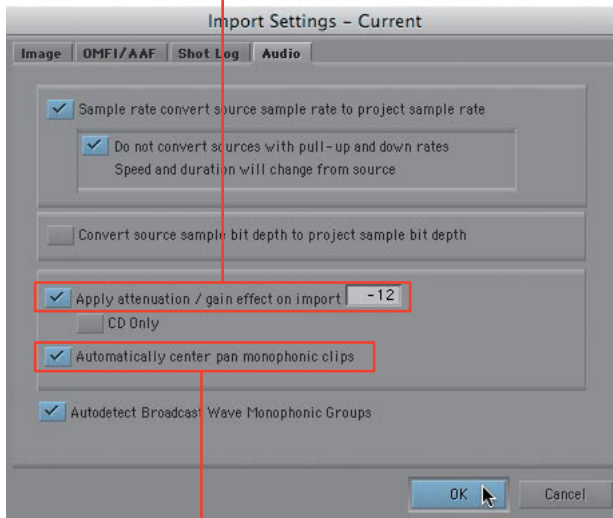 Import Settings - Current
Image OMFI/AAF Shot Log Audio
Sample rate convert source sample rate to project sample rate
Do not convert sources with pull-up and down rates
Speed and duration will change from source
Convert source sample bit depth to project sample bit depth
Apply attenuation / gain effect on import -12
CD Only
Automatically center pan monophonic clips
Autodetect Broadcast Wave Monophonic Groups
OK Cancel